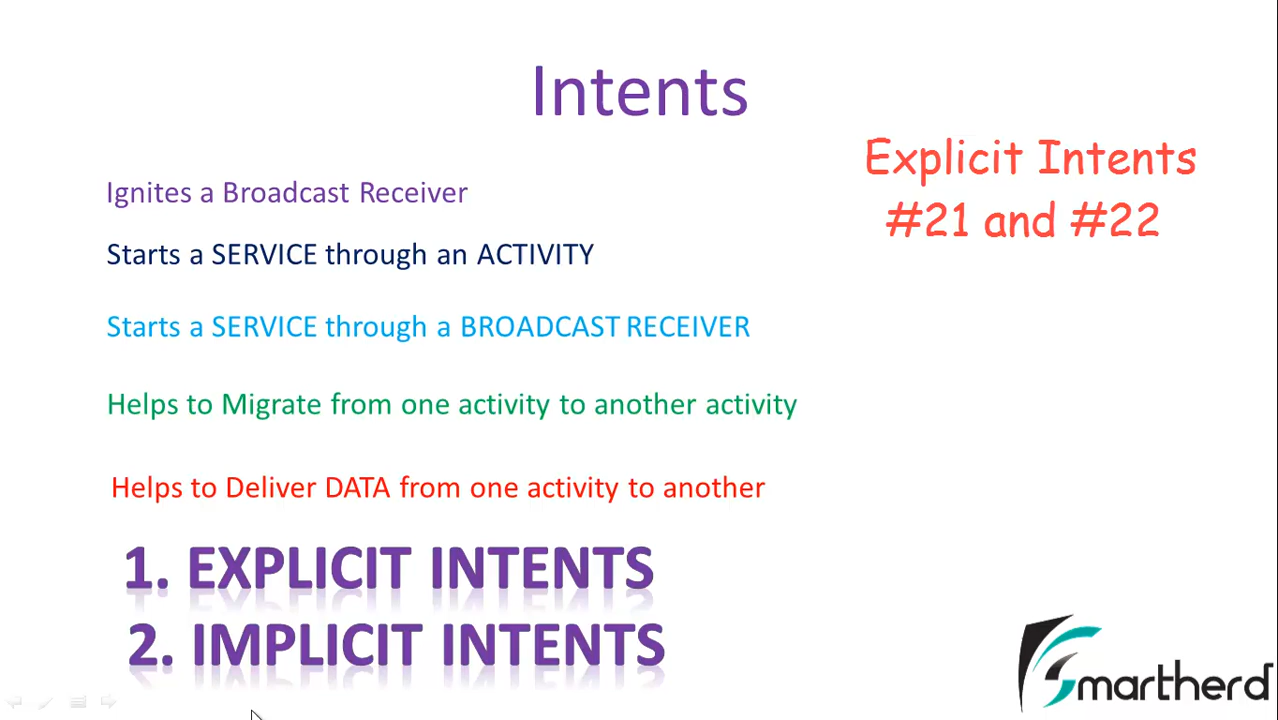 Intents
Explicit Intents
#21 and #22
Ignites a Broadcast Receiver
Starts a SERVICE through an ACTIVITY
Starts a SERVICE through a BROADCAST RECEIVER
Helps to Migrate from one activity to another activity
Helps to Deliver DATA from one activity to another
1. EXPLICIT INTENTS
2. IMPLICIT INTENTS
Smartherd